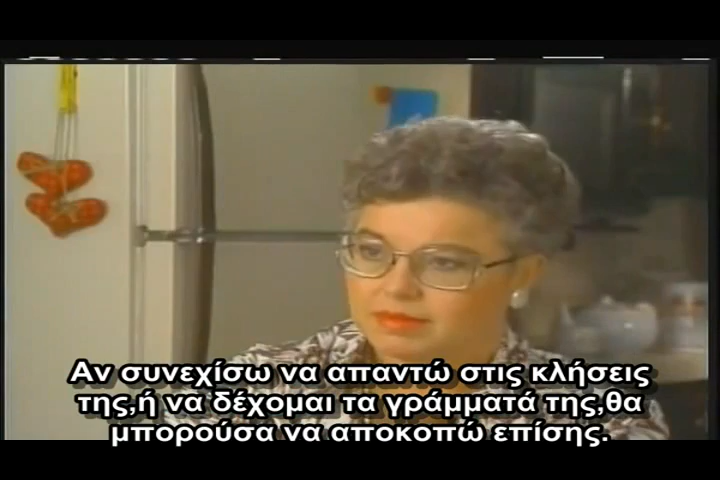 Αν συνεχίσω να απαντώ στις κλήσεις
της,ή να δέχομαι τα γράμματά της,θα
μπορούσα να αποκοπώ επίσης.